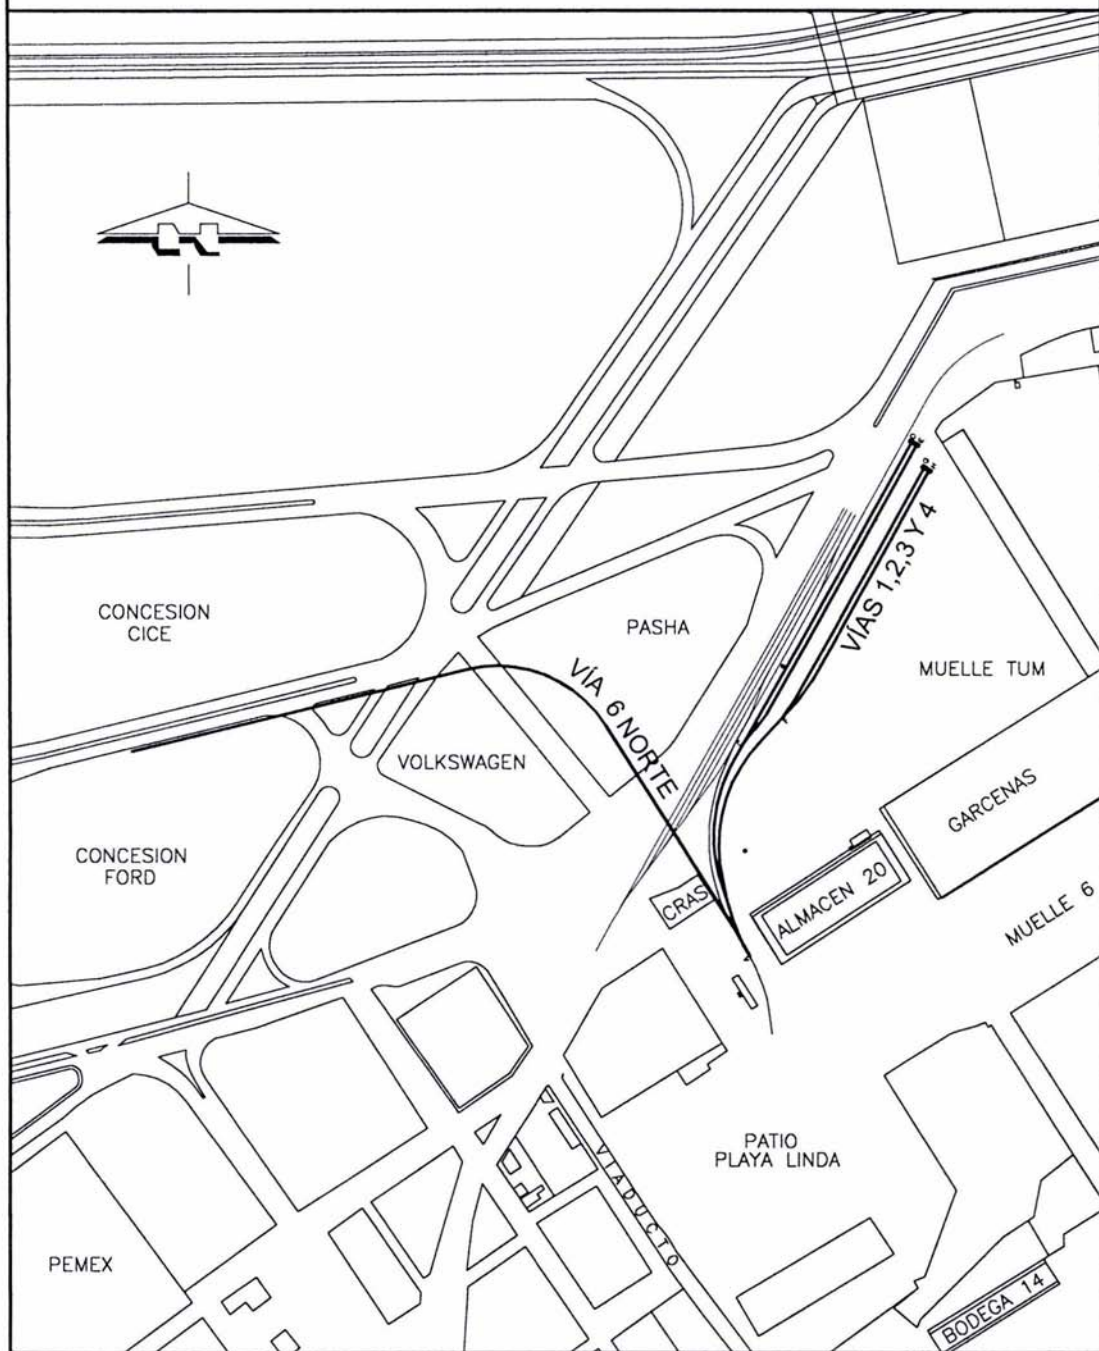 CONCESION
CICE
PASHA
VÍAS 1,2,3 Y 4
MUELLE TUM
VÍA 6 NORTE
VOLKSWAGEN
GARCENAS
CONCESION
FORD
CRAS
ALMACEN 20
MUELLE 6
PATIO
PLAYA LINDA
VIADUCTO
PEMEX
BODEGA 14